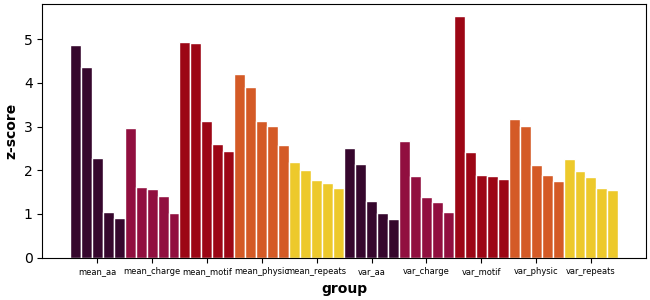 5
4
3
2
1
0
z-score
mean_aa mean_charge mean_motif mean_physic mean_repeats var_aa var_charge var_motif var_physic var_repeats
group